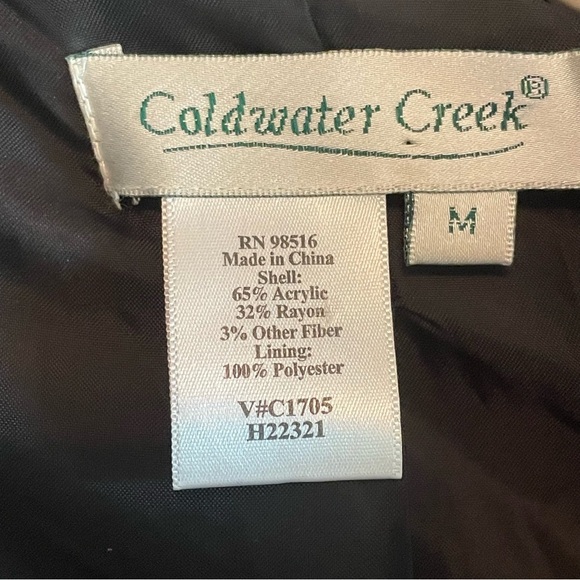 Coldwater Creek®
M
RN 98516
Made in China
Shell:
65% Acrylic
32% Rayon
3% Other Fiber
Lining:
100% Polyester
V#C1705
H22321